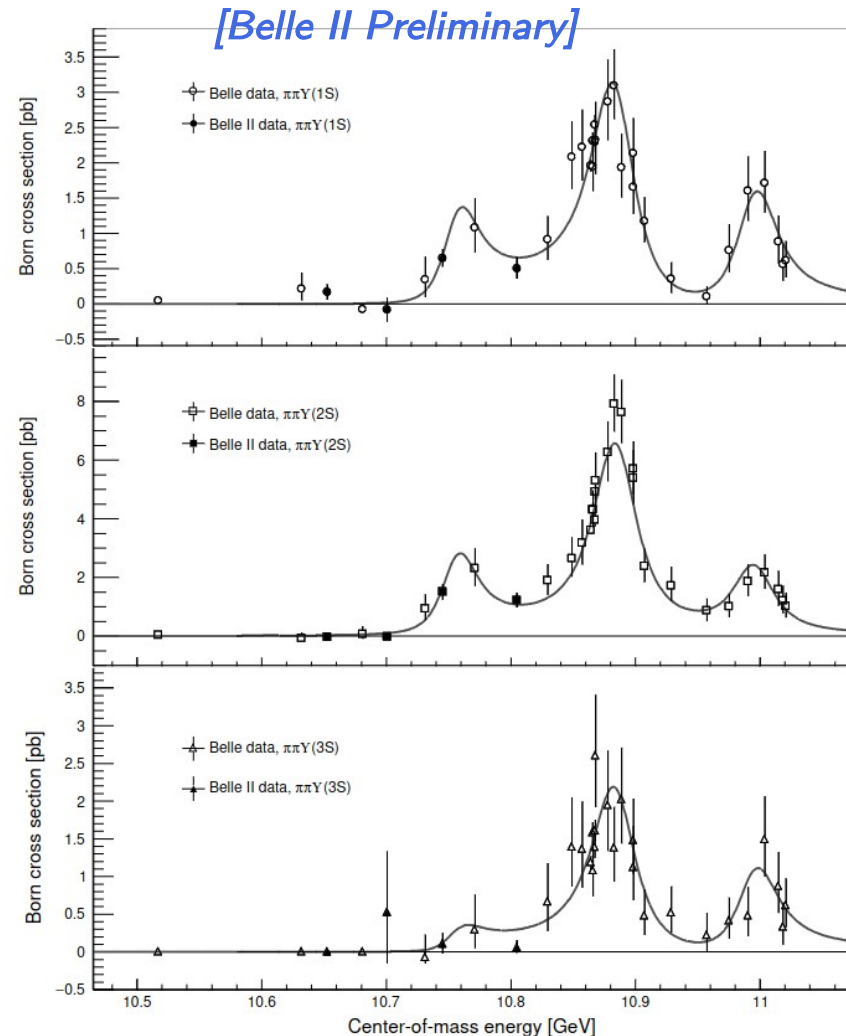 [Belle II Preliminary]
Born cross section [pb]
3.5
3
2.5
2
1.5
1
0.5
0
−0.5
Belle data, ππΥ(1S)
Belle II data, ππΥ(1S)
Born cross section [pb]
8
6
4
2
0
Belle data, ππΥ(2S)
Belle II data, ππΥ(2S)
Born cross section [pb]
3.5
3
2.5
2
1.5
1
0.5
0
−0.5
Belle data, ππΥ(3S)
Belle II data, ππΥ(3S)
10.5 10.6 10.7 10.8 10.9 11
Center-of-mass energy [GeV]